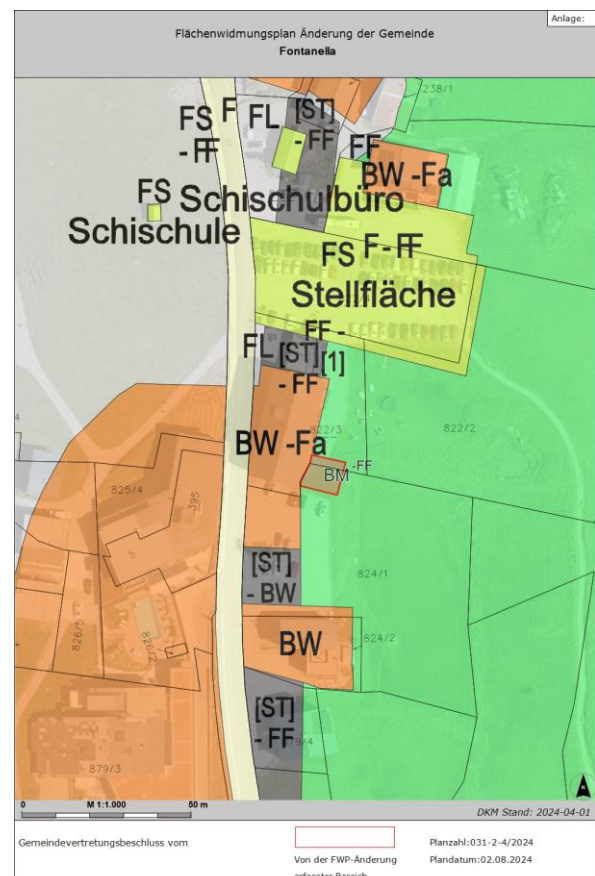 Anlage:
Flächenwidmungsplan Änderung der Gemeinde
Fontanella
238/1
FS
- FF
F
FL
[ST]
- FF
FF
BW -Fa
FS Schischulbüro
Schischule
FS F - FF
Stellfläche
FF -
FL [ST] [1]
- FF
822/3
822/2
BW -Fa
BM -FF
825/4
395
[ST]
- BW
824/1
826/5
826/2
BW
824/2
[ST]
- FF
879/3
0 M 1:1.000 50 m
DKM Stand: 2024-04-01
Gemeindevertretungsbeschluss vom
Von der FWP-Änderung
erfasster Bereich
Planzahl:031-2-4/2024
Plandatum:02.08.2024